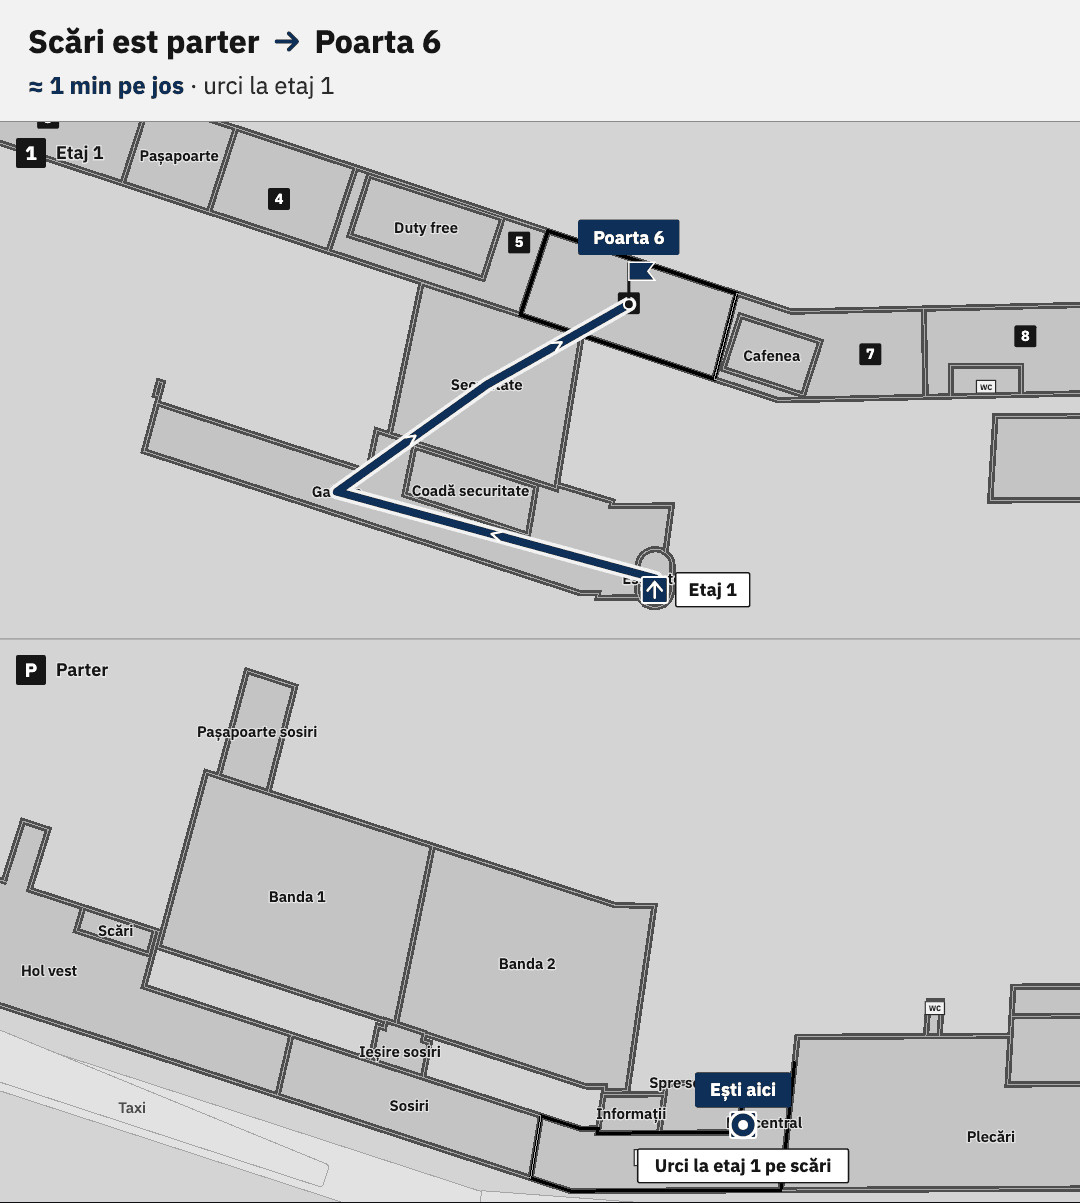 Scări est parter → Poarta 6
≈ 1 min pe jos · urci la etaj 1
1 Etaj 1
Pașapoarte
4
Duty free
5
Poarta 6
Cafenea
7
8
WC
Coadă securitate
Etaj 1
P Parter
Pașapoarte sosiri
Banda 1
Banda 2
Scări
Hol vest
Ieșire sosiri
Sosiri
Taxi
Informații
Ești aici
central
WC
Plecări
Urci la etaj 1 pe scări